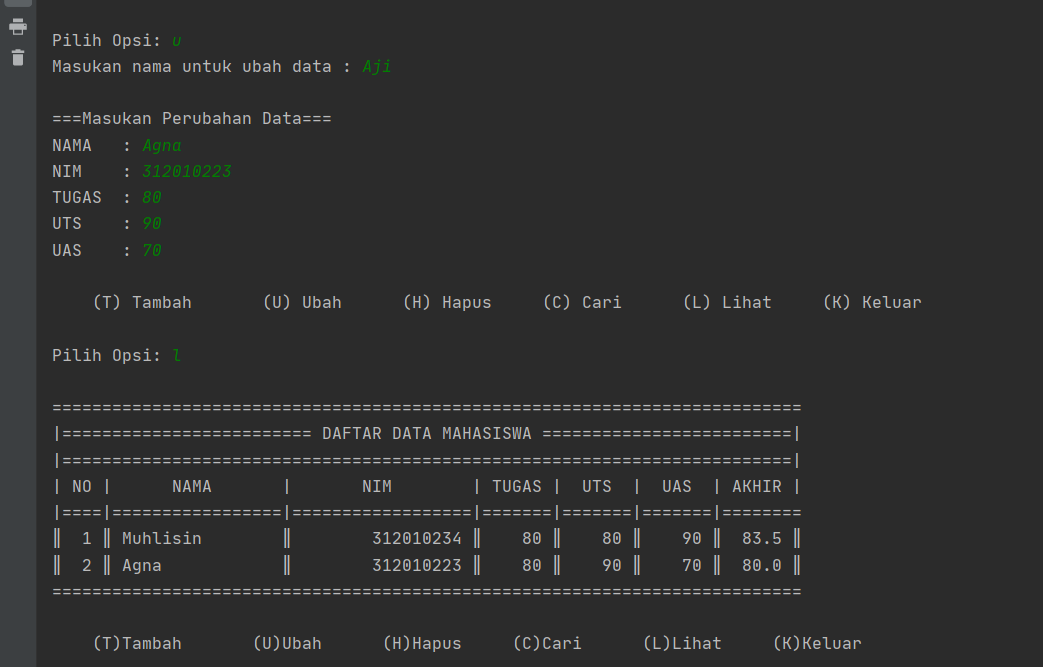 Pilih Opsi: u
Masukan nama untuk ubah data : Aji
===Masukan Perubahan Data===
NAMA   : Agna
NIM    : 312010223
TUGAS  : 80
UTS    : 90
UAS    : 70
    (T) Tambah       (U) Ubah      (H) Hapus     (C) Cari      (L) Lihat     (K) Keluar
Pilih Opsi: l
===========================================================================
|========================= DAFTAR DATA MAHASISWA =========================|
|=========================================================================|
| NO |      NAMA       |       NIM        | TUGAS |  UTS  |  UAS  | AKHIR |
|====|=================|==================|=======|=======|=======|========
║  1 ║ Muhlisin        ║        312010234 ║    80 ║    80 ║    90 ║  83.5 ║
║  2 ║ Agna            ║        312010223 ║    80 ║    90 ║    70 ║  80.0 ║
===========================================================================
    (T)Tambah       (U)Ubah      (H)Hapus     (C)Cari      (L)Lihat     (K)Keluar